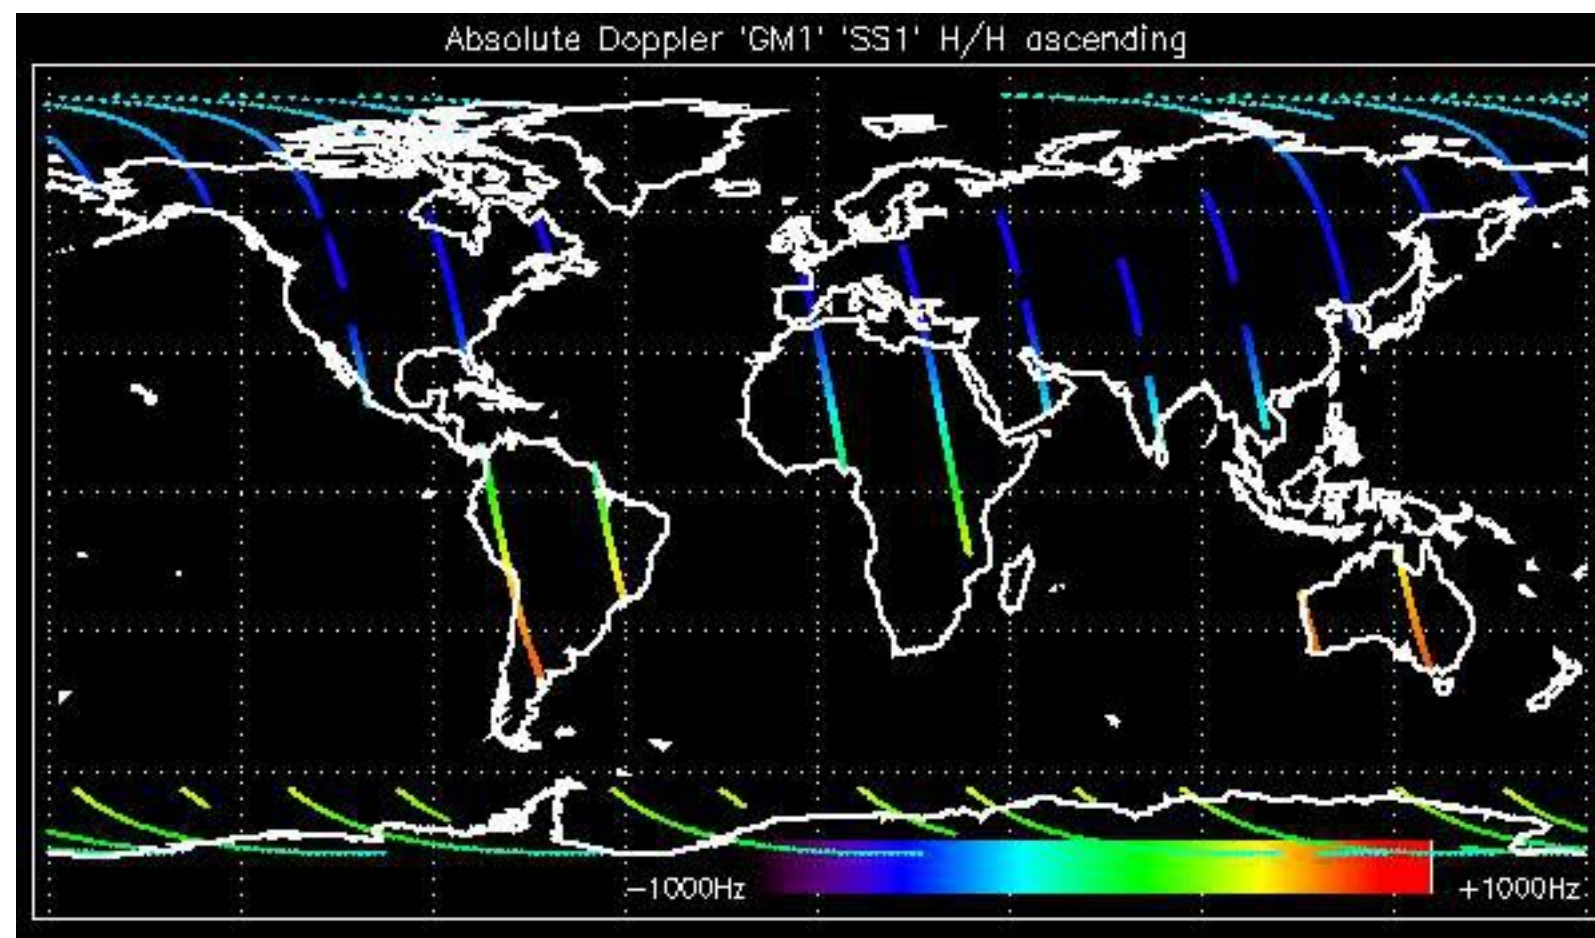 Absolute Doppler 'GM1' 'SS1' H/H ascending
-1000Hz
+1000Hz